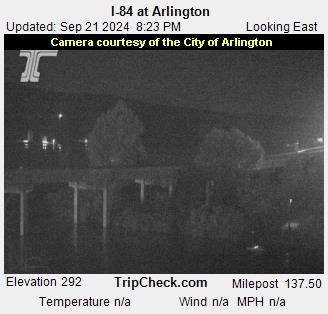 I-84 at Arlington
Updated: Sep 21 2024 8:23 PM Looking East
Camera courtesy of the City of Arlington
Elevation 292 TripCheck.com Milepost 137.50
Temperature n/a Wind n/a MPH n/a